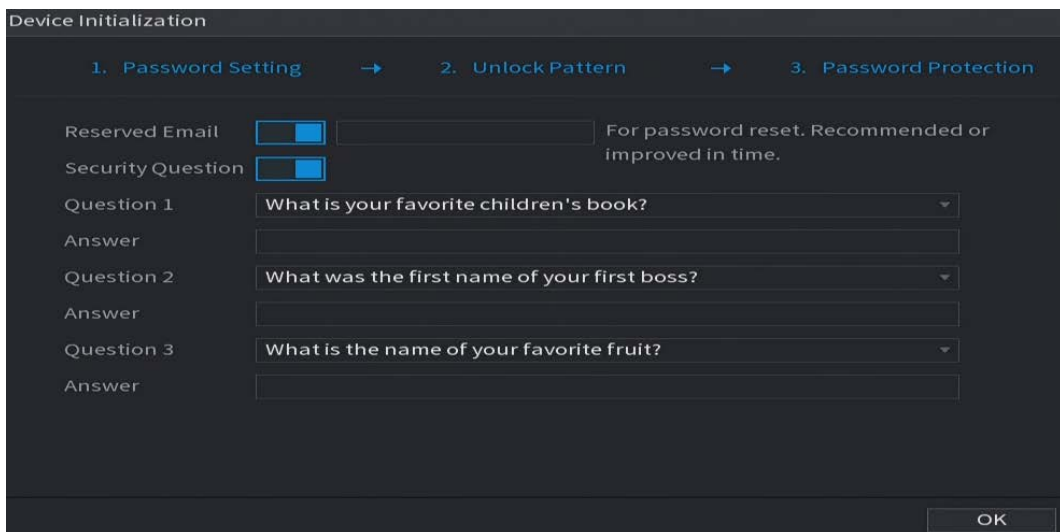 Device Initialization
1. Password Setting → 2. Unlock Pattern → 3. Password Protection
Reserved Email For password reset. Recommended or
improved in time.
Security Question
Question 1 What is your favorite children's book?
Answer
Question 2 What was the first name of your first boss?
Answer
Question 3 What is the name of your favorite fruit?
Answer
OK